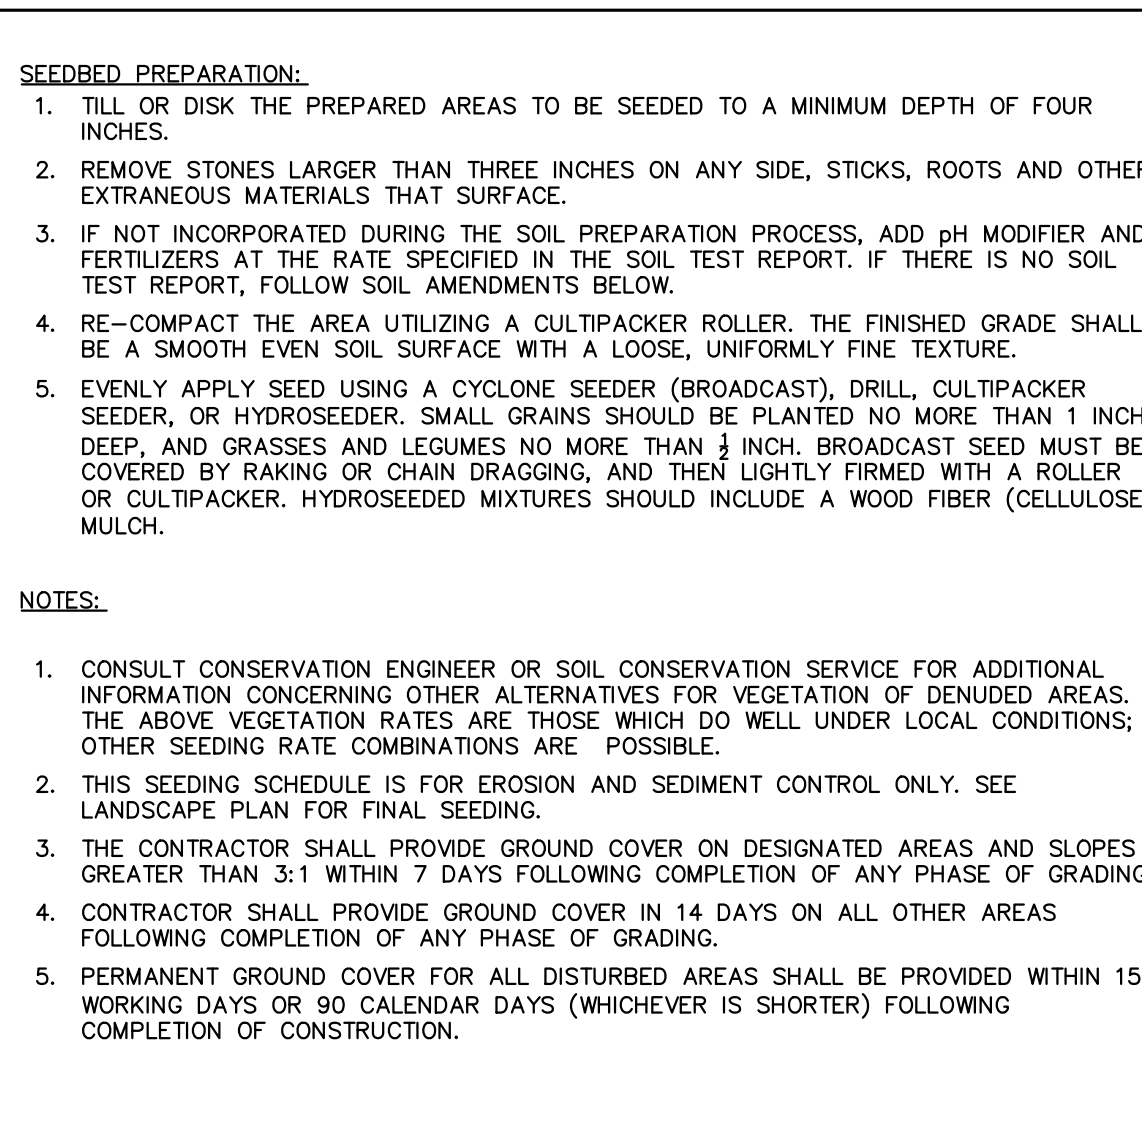 SEEDBED PREPARATION:
1. TILL OR DISK THE PREPARED AREAS TO BE SEEDED TO A MINIMUM DEPTH OF FOUR
INCHES.
2. REMOVE STONES LARGER THAN THREE INCHES ON ANY SIDE, STICKS, ROOTS AND OTHER
EXTRANEOUS MATERIALS THAT SURFACE.
3. IF NOT INCORPORATED DURING THE SOIL PREPARATION PROCESS, ADD pH MODIFIER AND
FERTILIZERS AT THE RATE SPECIFIED IN THE SOIL TEST REPORT. IF THERE IS NO SOIL
TEST REPORT, FOLLOW SOIL AMENDMENTS BELOW.
4. RE-COMPACT THE AREA UTILIZING A CULTIPACKER ROLLER. THE FINISHED GRADE SHALL
BE A SMOOTH EVEN SOIL SURFACE WITH A LOOSE, UNIFORMLY FINE TEXTURE.
5. EVENLY APPLY SEED USING A CYCLONE SEEDER (BROADCAST), DRILL, CULTIPACKER
SEEDER, OR HYDROSEEDER. SMALL GRAINS SHOULD BE PLANTED NO MORE THAN 1 INCH
DEEP, AND GRASSES AND LEGUMES NO MORE THAN ½ INCH. BROADCAST SEED MUST BE
COVERED BY RAKING OR CHAIN DRAGGING, AND THEN LIGHTLY FIRMED WITH A ROLLER
OR CULTIPACKER. HYDROSEEDED MIXTURES SHOULD INCLUDE A WOOD FIBER (CELLULOSE
MULCH.
NOTES:
1. CONSULT CONSERVATION ENGINEER OR SOIL CONSERVATION SERVICE FOR ADDITIONAL
INFORMATION CONCERNING OTHER ALTERNATIVES FOR VEGETATION OF DENUDED AREAS.
THE ABOVE VEGETATION RATES ARE THOSE WHICH DO WELL UNDER LOCAL CONDITIONS;
OTHER SEEDING RATE COMBINATIONS ARE POSSIBLE.
2. THIS SEEDING SCHEDULE IS FOR EROSION AND SEDIMENT CONTROL ONLY. SEE
LANDSCAPE PLAN FOR FINAL SEEDING.
3. THE CONTRACTOR SHALL PROVIDE GROUND COVER ON DESIGNATED AREAS AND SLOPES
GREATER THAN 3:1 WITHIN 7 DAYS FOLLOWING COMPLETION OF ANY PHASE OF GRADING
4. CONTRACTOR SHALL PROVIDE GROUND COVER IN 14 DAYS ON ALL OTHER AREAS
FOLLOWING COMPLETION OF ANY PHASE OF GRADING.
5. PERMANENT GROUND COVER FOR ALL DISTURBED AREAS SHALL BE PROVIDED WITHIN 15
WORKING DAYS OR 90 CALENDAR DAYS (WHICHEVER IS SHORTER) FOLLOWING
COMPLETION OF CONSTRUCTION.